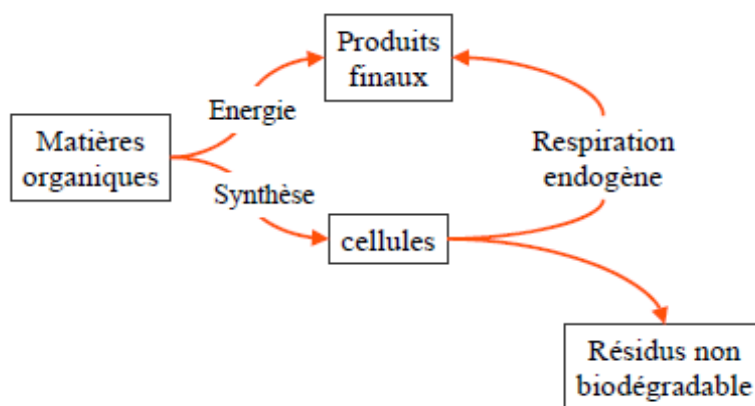 Produits
finaux
Energie
Matières
organiques
Respiration
endogène
Synthèse
cellules
Résidus non
biodégradable